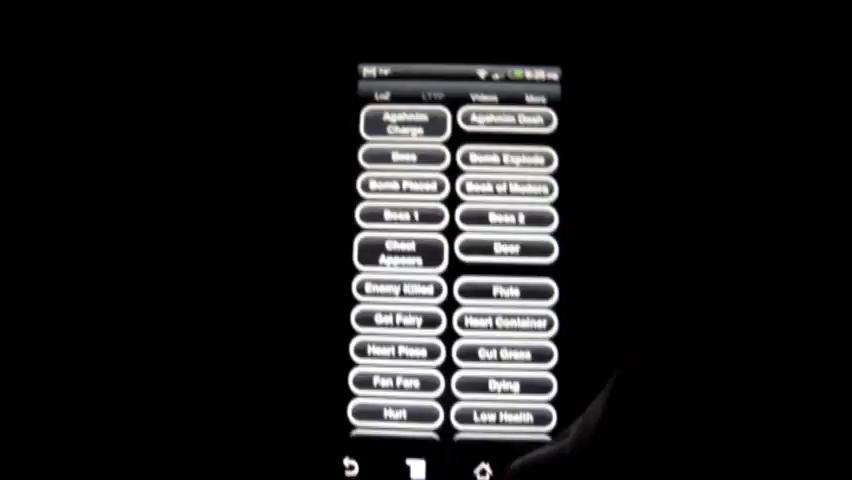 LoZ LTTP Videos More
Agahnim
Charge
Agahnim Dash
Bees
Bomb Explode
Bomb Placed
Book of Mudora
Boss 1
Boss 2
Chest
Appears
Door
Enemy Killed
Flute
Get Fairy
Heart Container
Heart Piece
Cut Grass
Fan Fare
Dying
Hurt
Low Health